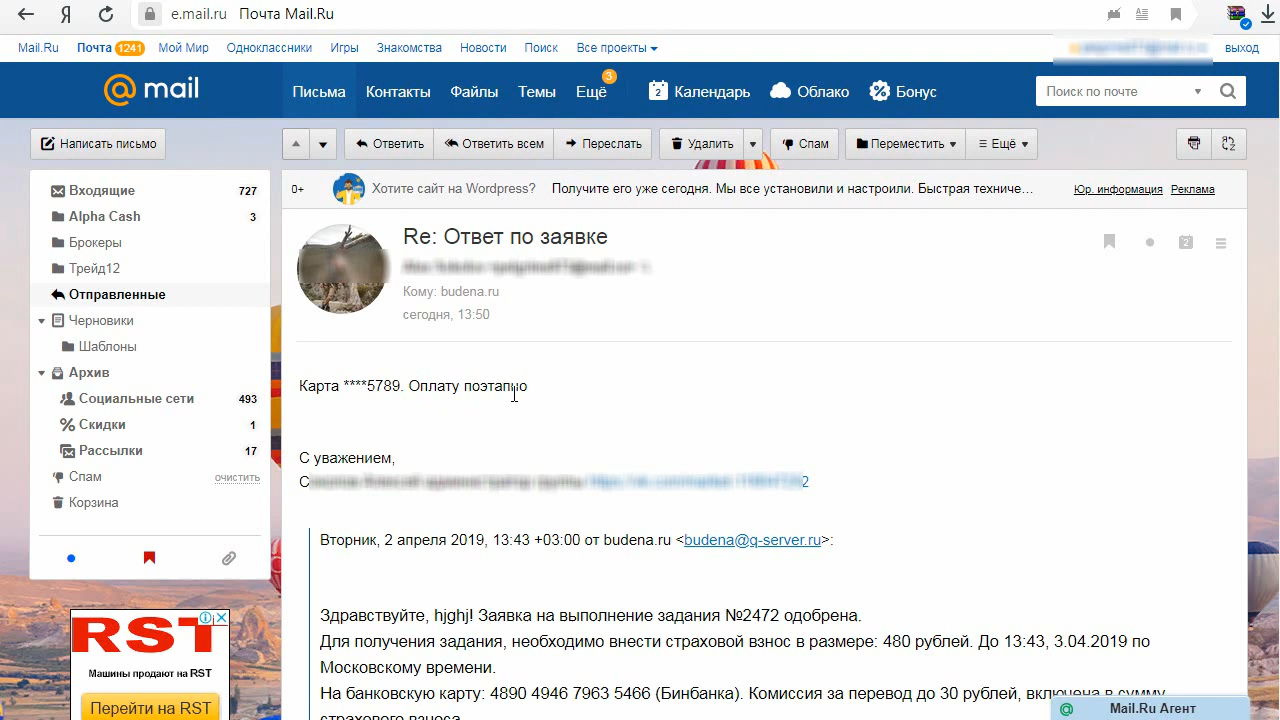 e.mail.ru Почта Mail.Ru
Mail.Ru Почта 1241 Мой Мир Одноклассники Игры Знакомства Новости Поиск Все проекты выход
@ mail Письма Контакты Файлы Темы Ещё 3 2 Календарь Облако Бонус Поиск по почте
Написать письмо Ответить Ответить всем Переслать Удалить Спам Переместить Ещё
Входящие 727
Alpha Cash 3
Брокеры
Трейд12
Отправленные
Черновики
Шаблоны
Архив
Социальные сети 493
Скидки 1
Рассылки 17
Спам очистить
Корзина
RST
Машины продают на RST
Перейти на RST
0+ Хотите сайт на Wordpress? Получите его уже сегодня. Мы все установили и настроили. Быстрая техниче… Юр. информация Реклама
Re: Ответ по заявке
2
Кому: budena.ru
сегодня, 13:50
Карта ****5789. Оплату поэтапно
С уважением,
С 2
Вторник, 2 апреля 2019, 13:43 +03:00 от budena.ru <budena@q-server.ru>:
Здравствуйте, hjghj! Заявка на выполнение задания №2472 одобрена.
Для получения задания, необходимо внести страховой взнос в размере: 480 рублей. До 13:43, 3.04.2019 по
Московскому времени.
На банковскую карту: 4890 4946 7963 5466 (Бинбанка). Комиссия за перевод до 30 рублей, включена в сумму
страхового взноса.
Mail.Ru Агент